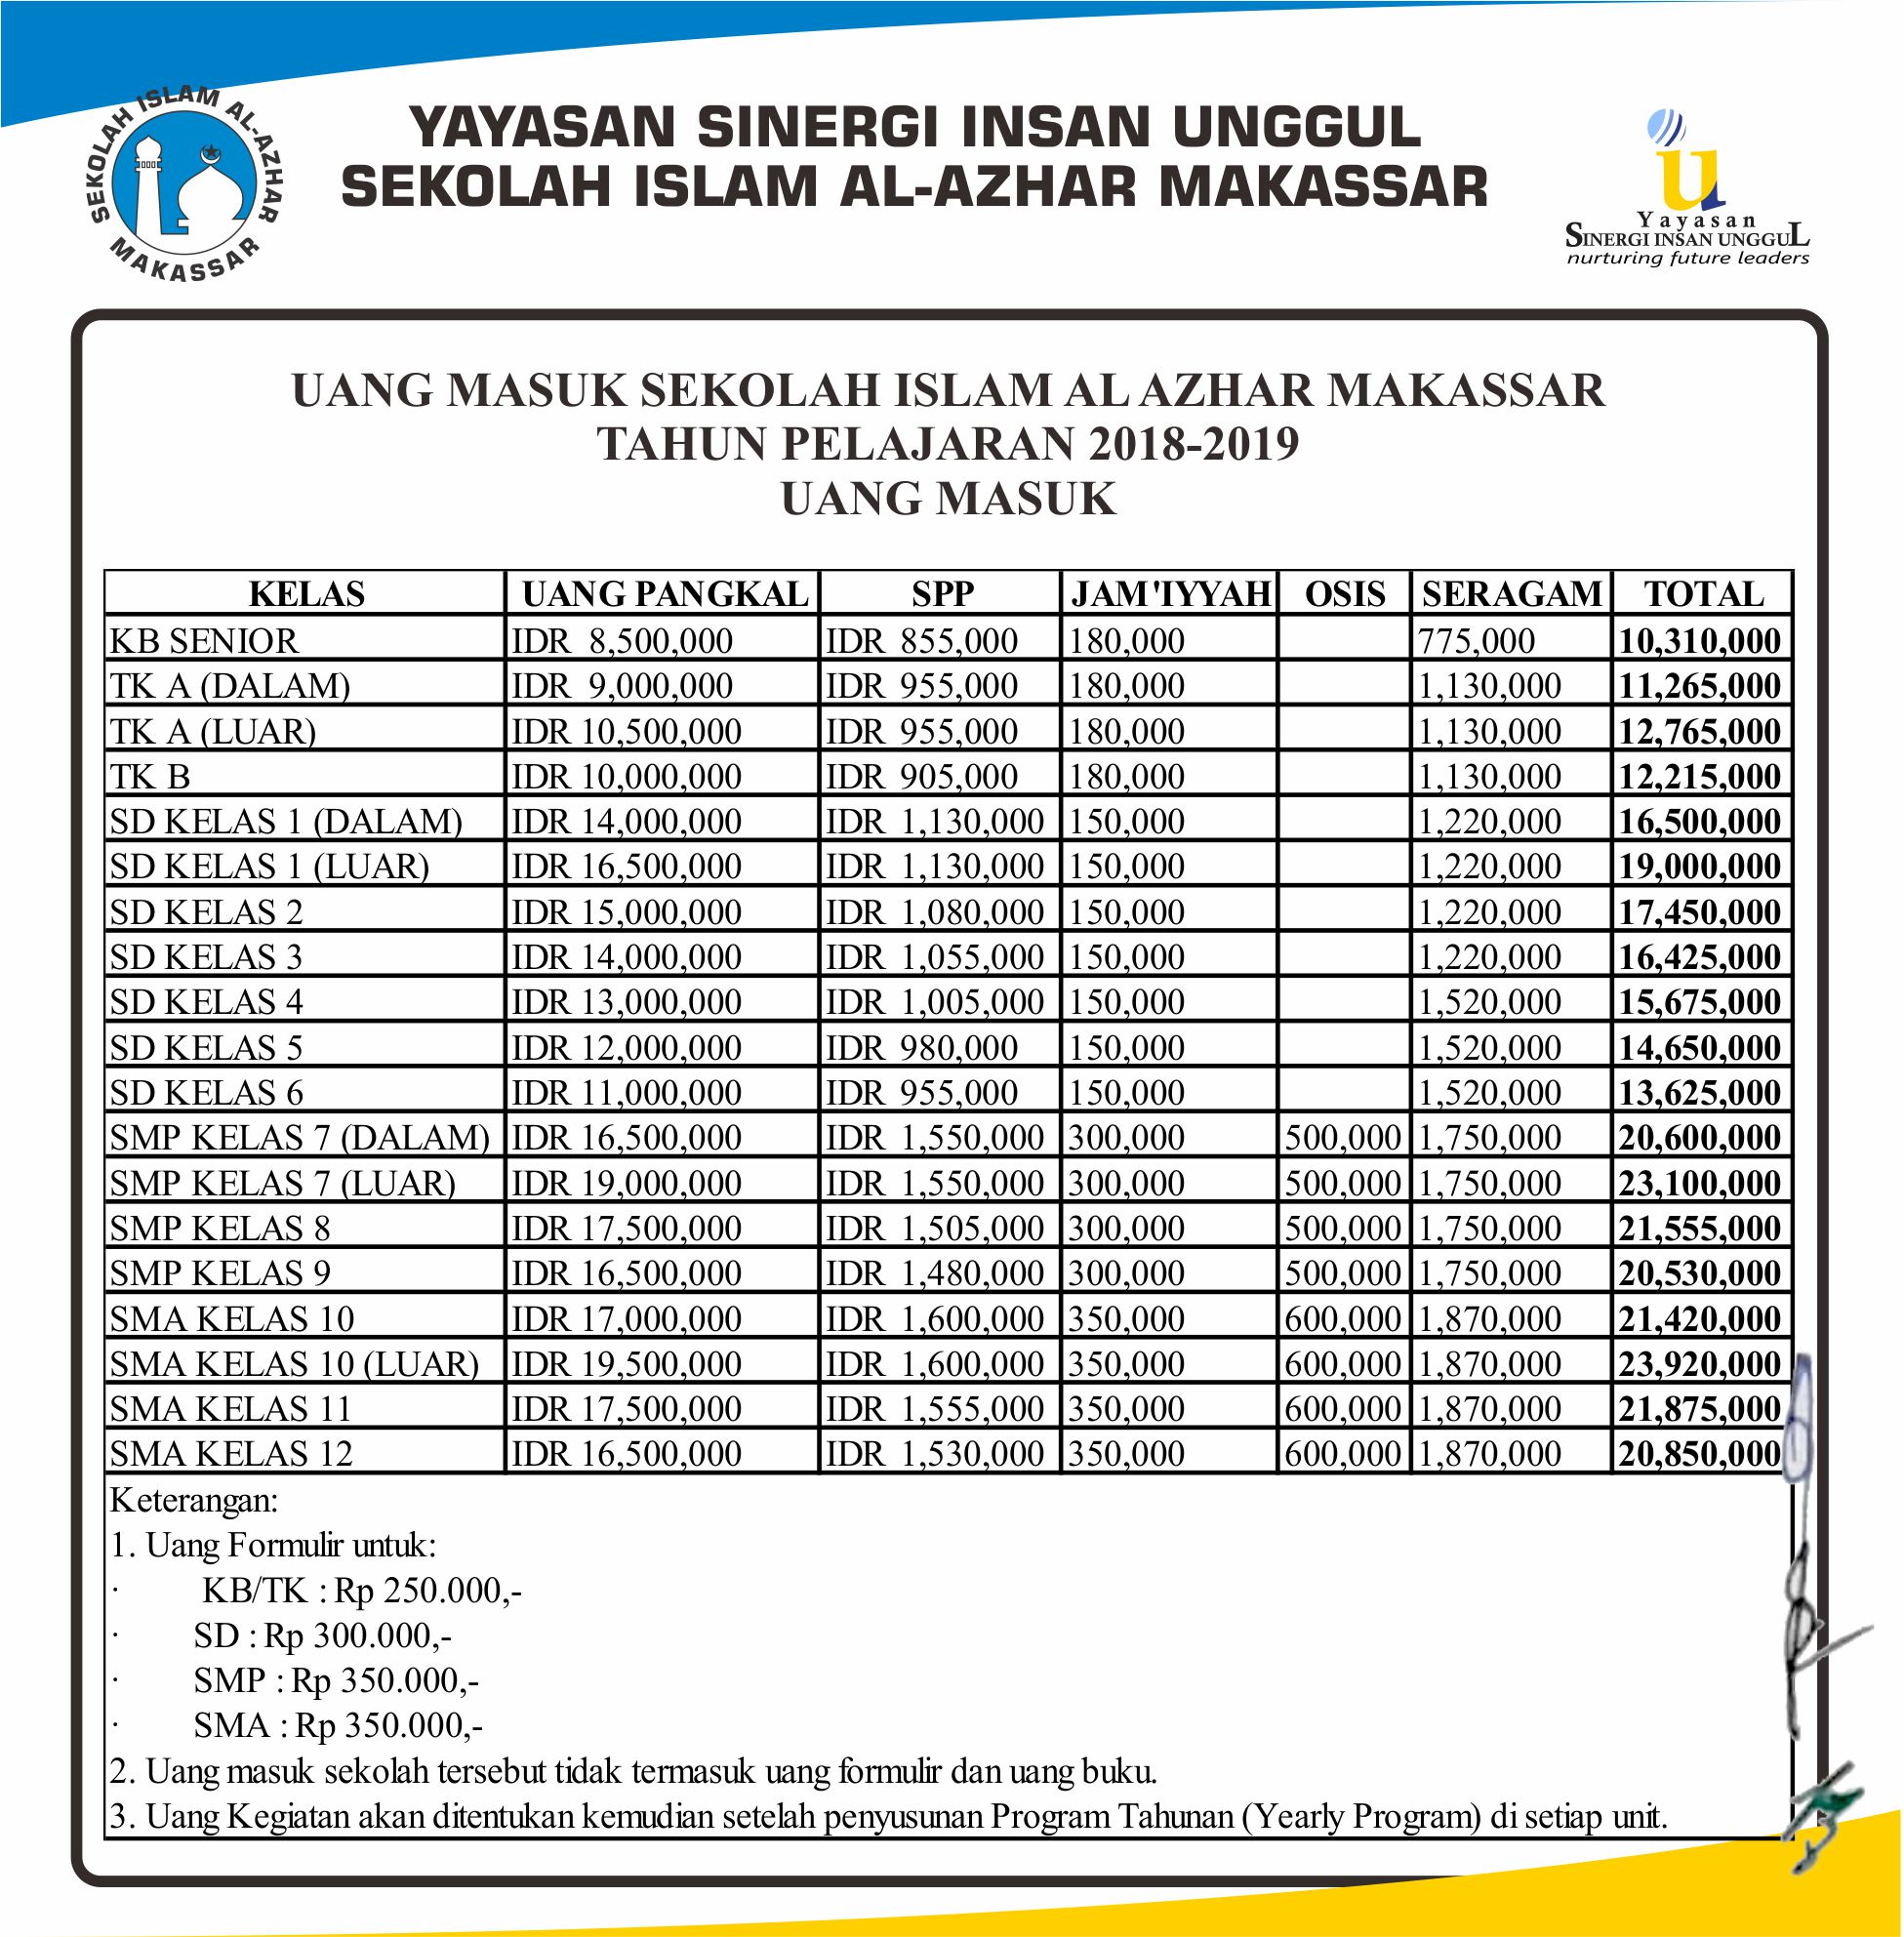 SEKOLAH ISLAM AL-AZHAR
MAKASSAR
YAYASAN SINERGI INSAN UNGGUL
SEKOLAH ISLAM AL-AZHAR MAKASSAR
u
Yayasan
SINERGI INSAN UNGGUL
nurturing future leaders
UANG MASUK SEKOLAH ISLAM AL AZHAR MAKASSAR
TAHUN PELAJARAN 2018-2019
UANG MASUK
KELAS UANG PANGKAL SPP JAM'IYYAH OSIS SERAGAM TOTAL
KB SENIOR IDR 8,500,000 IDR 855,000 180,000 775,000 10,310,000
TK A (DALAM) IDR 9,000,000 IDR 955,000 180,000 1,130,000 11,265,000
TK A (LUAR) IDR 10,500,000 IDR 955,000 180,000 1,130,000 12,765,000
TK B IDR 10,000,000 IDR 905,000 180,000 1,130,000 12,215,000
SD KELAS 1 (DALAM) IDR 14,000,000 IDR 1,130,000 150,000 1,220,000 16,500,000
SD KELAS 1 (LUAR) IDR 16,500,000 IDR 1,130,000 150,000 1,220,000 19,000,000
SD KELAS 2 IDR 15,000,000 IDR 1,080,000 150,000 1,220,000 17,450,000
SD KELAS 3 IDR 14,000,000 IDR 1,055,000 150,000 1,220,000 16,425,000
SD KELAS 4 IDR 13,000,000 IDR 1,005,000 150,000 1,520,000 15,675,000
SD KELAS 5 IDR 12,000,000 IDR 980,000 150,000 1,520,000 14,650,000
SD KELAS 6 IDR 11,000,000 IDR 955,000 150,000 1,520,000 13,625,000
SMP KELAS 7 (DALAM) IDR 16,500,000 IDR 1,550,000 300,000 500,000 1,750,000 20,600,000
SMP KELAS 7 (LUAR) IDR 19,000,000 IDR 1,550,000 300,000 500,000 1,750,000 23,100,000
SMP KELAS 8 IDR 17,500,000 IDR 1,505,000 300,000 500,000 1,750,000 21,555,000
SMP KELAS 9 IDR 16,500,000 IDR 1,480,000 300,000 500,000 1,750,000 20,530,000
SMA KELAS 10 IDR 17,000,000 IDR 1,600,000 350,000 600,000 1,870,000 21,420,000
SMA KELAS 10 (LUAR) IDR 19,500,000 IDR 1,600,000 350,000 600,000 1,870,000 23,920,000
SMA KELAS 11 IDR 17,500,000 IDR 1,555,000 350,000 600,000 1,870,000 21,875,000
SMA KELAS 12 IDR 16,500,000 IDR 1,530,000 350,000 600,000 1,870,000 20,850,000
Keterangan:
1. Uang Formulir untuk:
· KB/TK : Rp 250.000,-
· SD : Rp 300.000,-
· SMP : Rp 350.000,-
· SMA : Rp 350.000,-
2. Uang masuk sekolah tersebut tidak termasuk uang formulir dan uang buku.
3. Uang Kegiatan akan ditentukan kemudian setelah penyusunan Program Tahunan (Yearly Program) di setiap unit.